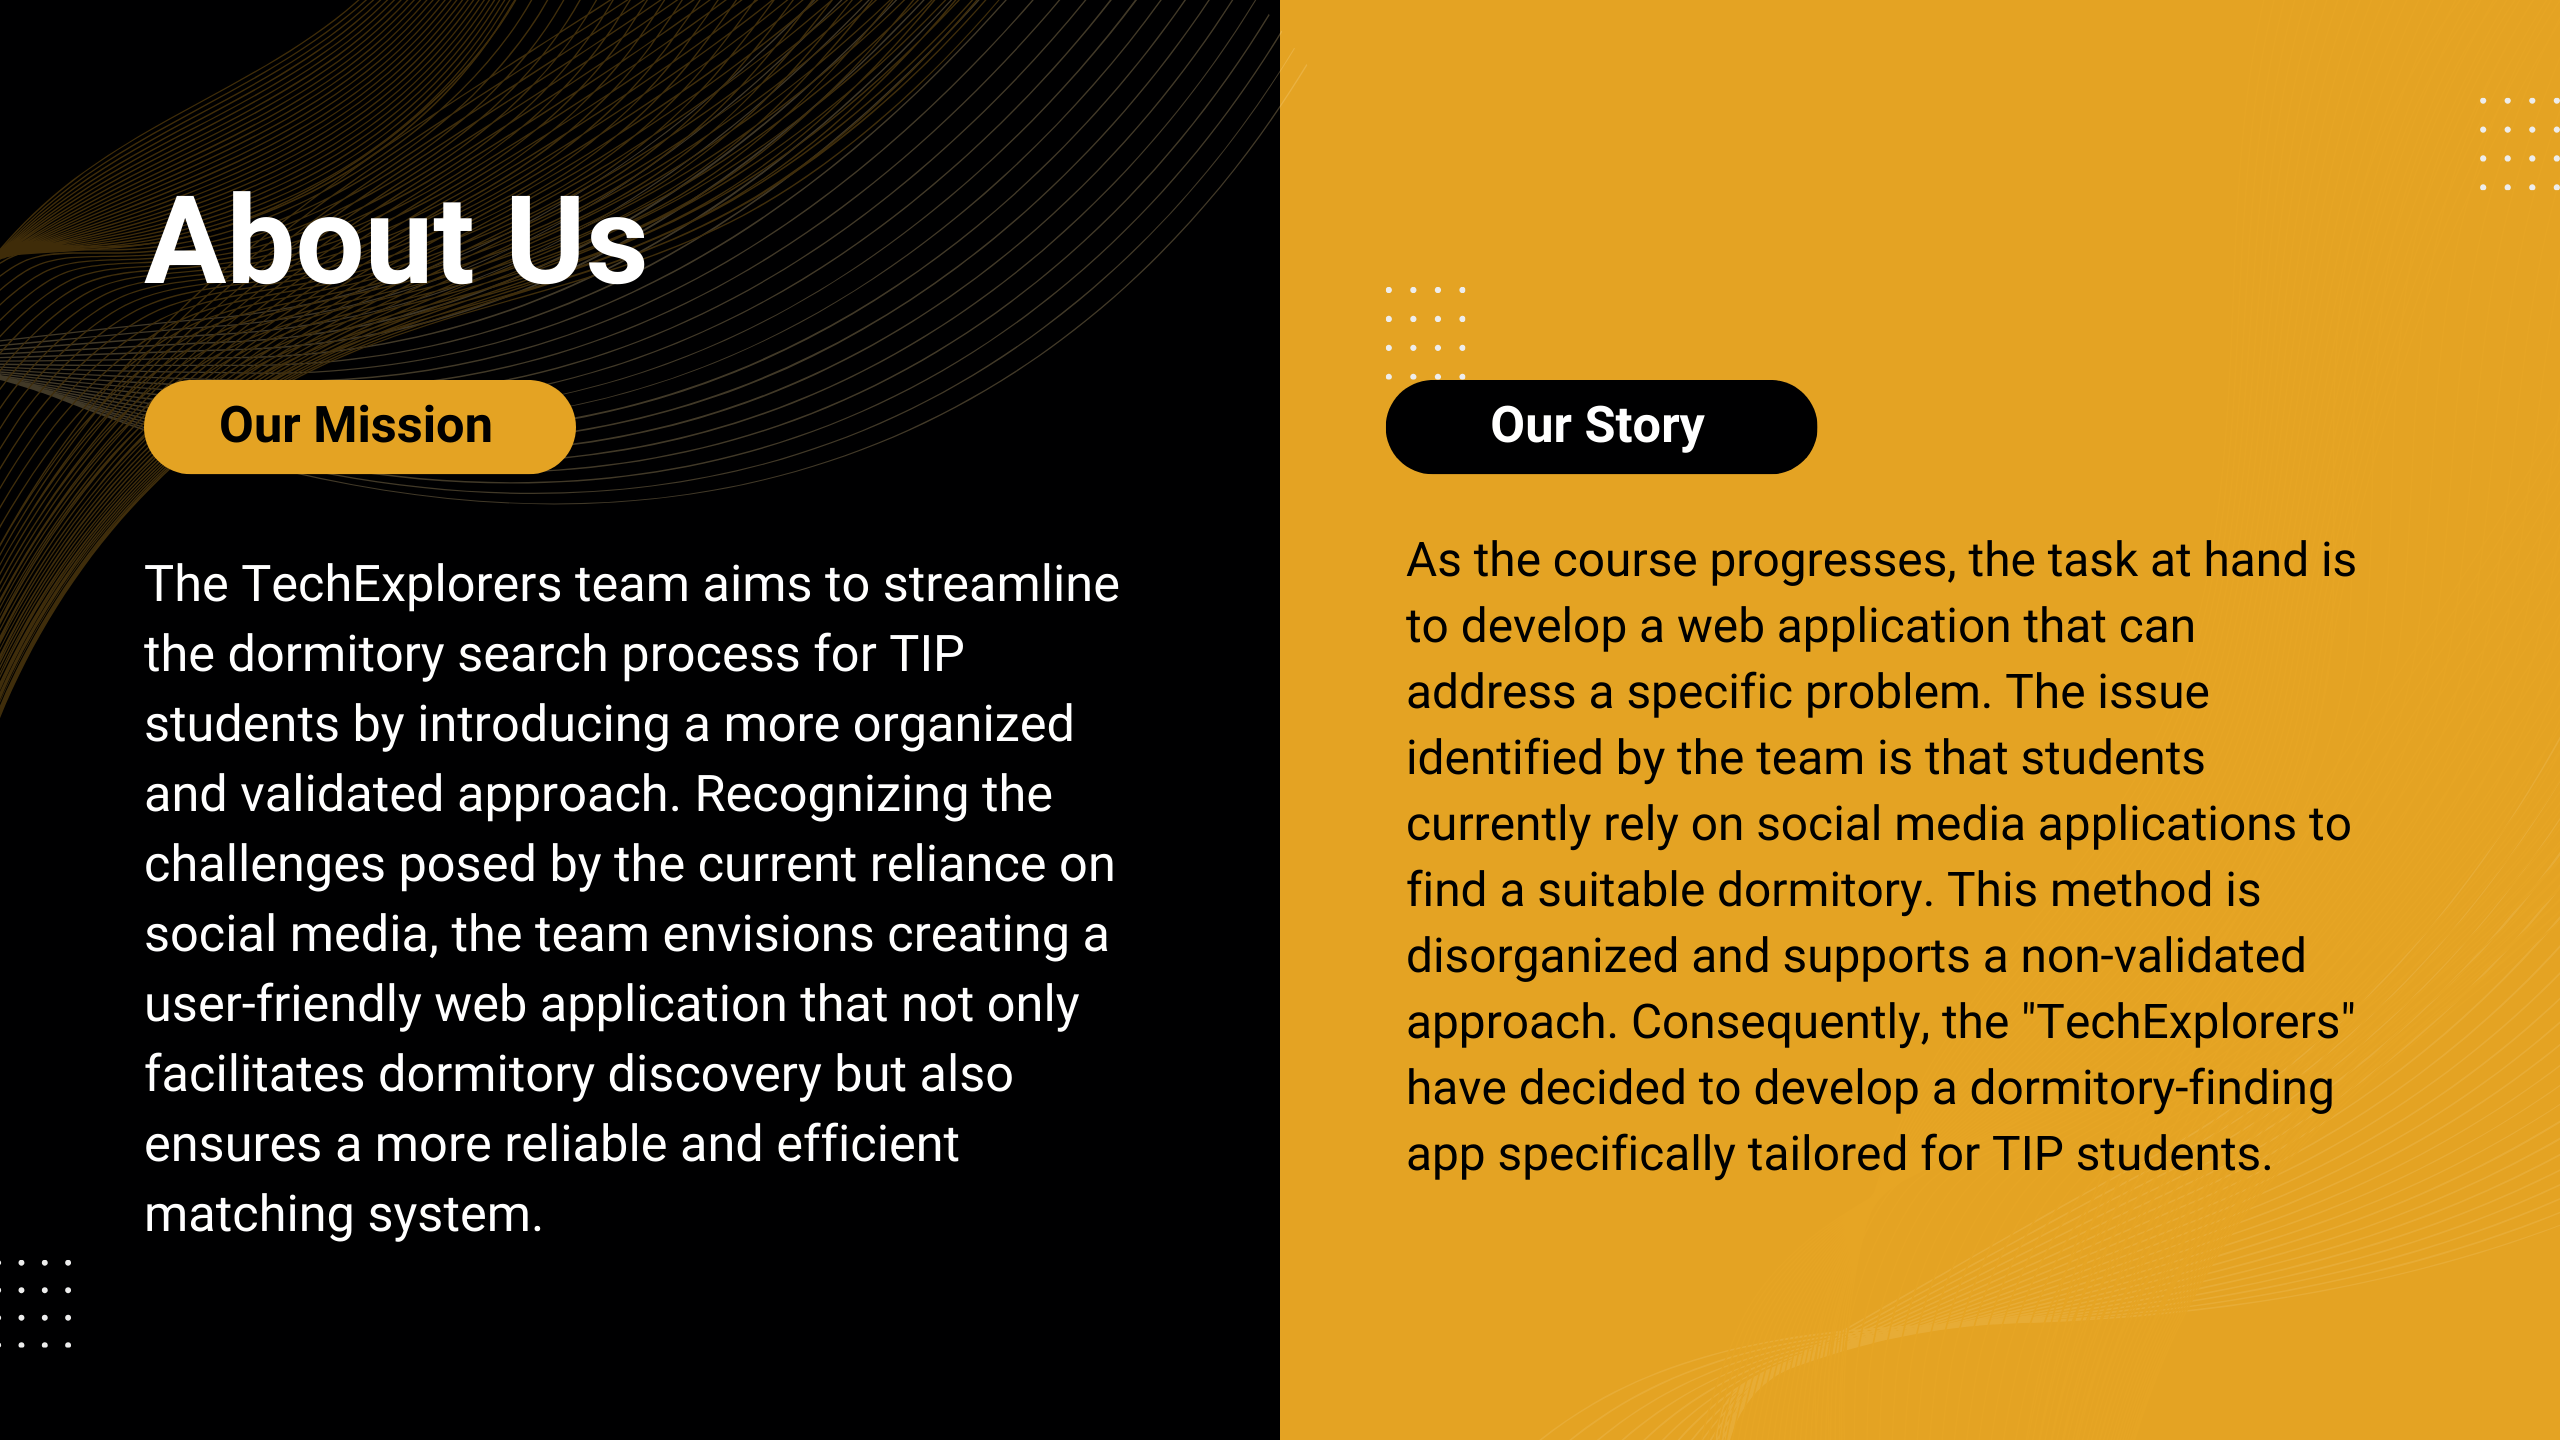 About Us
Our Mission
The TechExplorers team aims to streamline
the dormitory search process for TIP
students by introducing a more organized
and validated approach. Recognizing the
challenges posed by the current reliance on
social media, the team envisions creating a
user-friendly web application that not only
facilitates dormitory discovery but also
ensures a more reliable and efficient
matching system.
Our Story
As the course progresses, the task at hand is
to develop a web application that can
address a specific problem. The issue
identified by the team is that students
currently rely on social media applications to
find a suitable dormitory. This method is
disorganized and supports a non-validated
approach. Consequently, the "TechExplorers"
have decided to develop a dormitory-finding
app specifically tailored for TIP students.